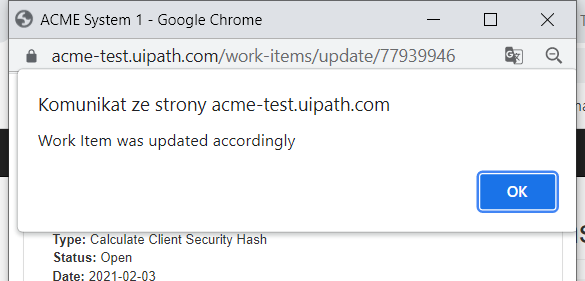 ACME System 1 - Google Chrome
acme-test.uipath.com/work-items/update/77939946
Komunikat ze strony acme-test.uipath.com
Work Item was updated accordingly
OK
Type: Calculate Client Security Hash
Status: Open
Date: 2021-02-03